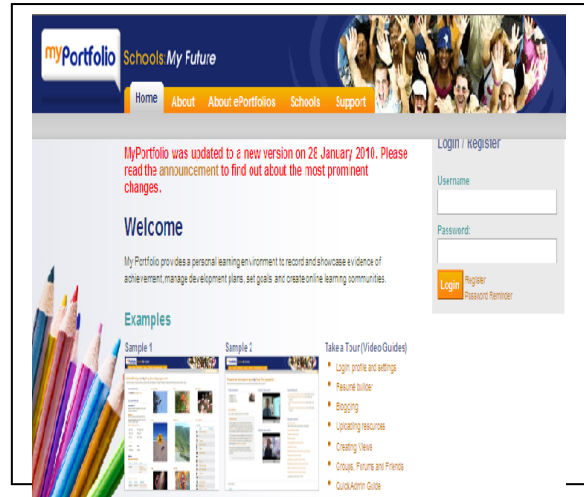 myPortfolio Schools: My Future
Home About About ePortfolios Schools Support
MyPortfolio was updated to a new version on 28 January 2010. Please
read the announcement to find out about the most prominent
changes.
Welcome
My Portfolio provides a personal learning environment to record and showcase evidence of
achievement, manage development plans, set goals and create online learning communities.
Examples
Sample 1
Sample 2
Take a Tour (Video Guides)
Login, profile and settings
Resumé builder
Blogging
Uploading resources
Creating Views
Groups, Forums and Friends
Quick Admin Guide
Login / Register
Username
Password:
Login
Register
Password Reminder